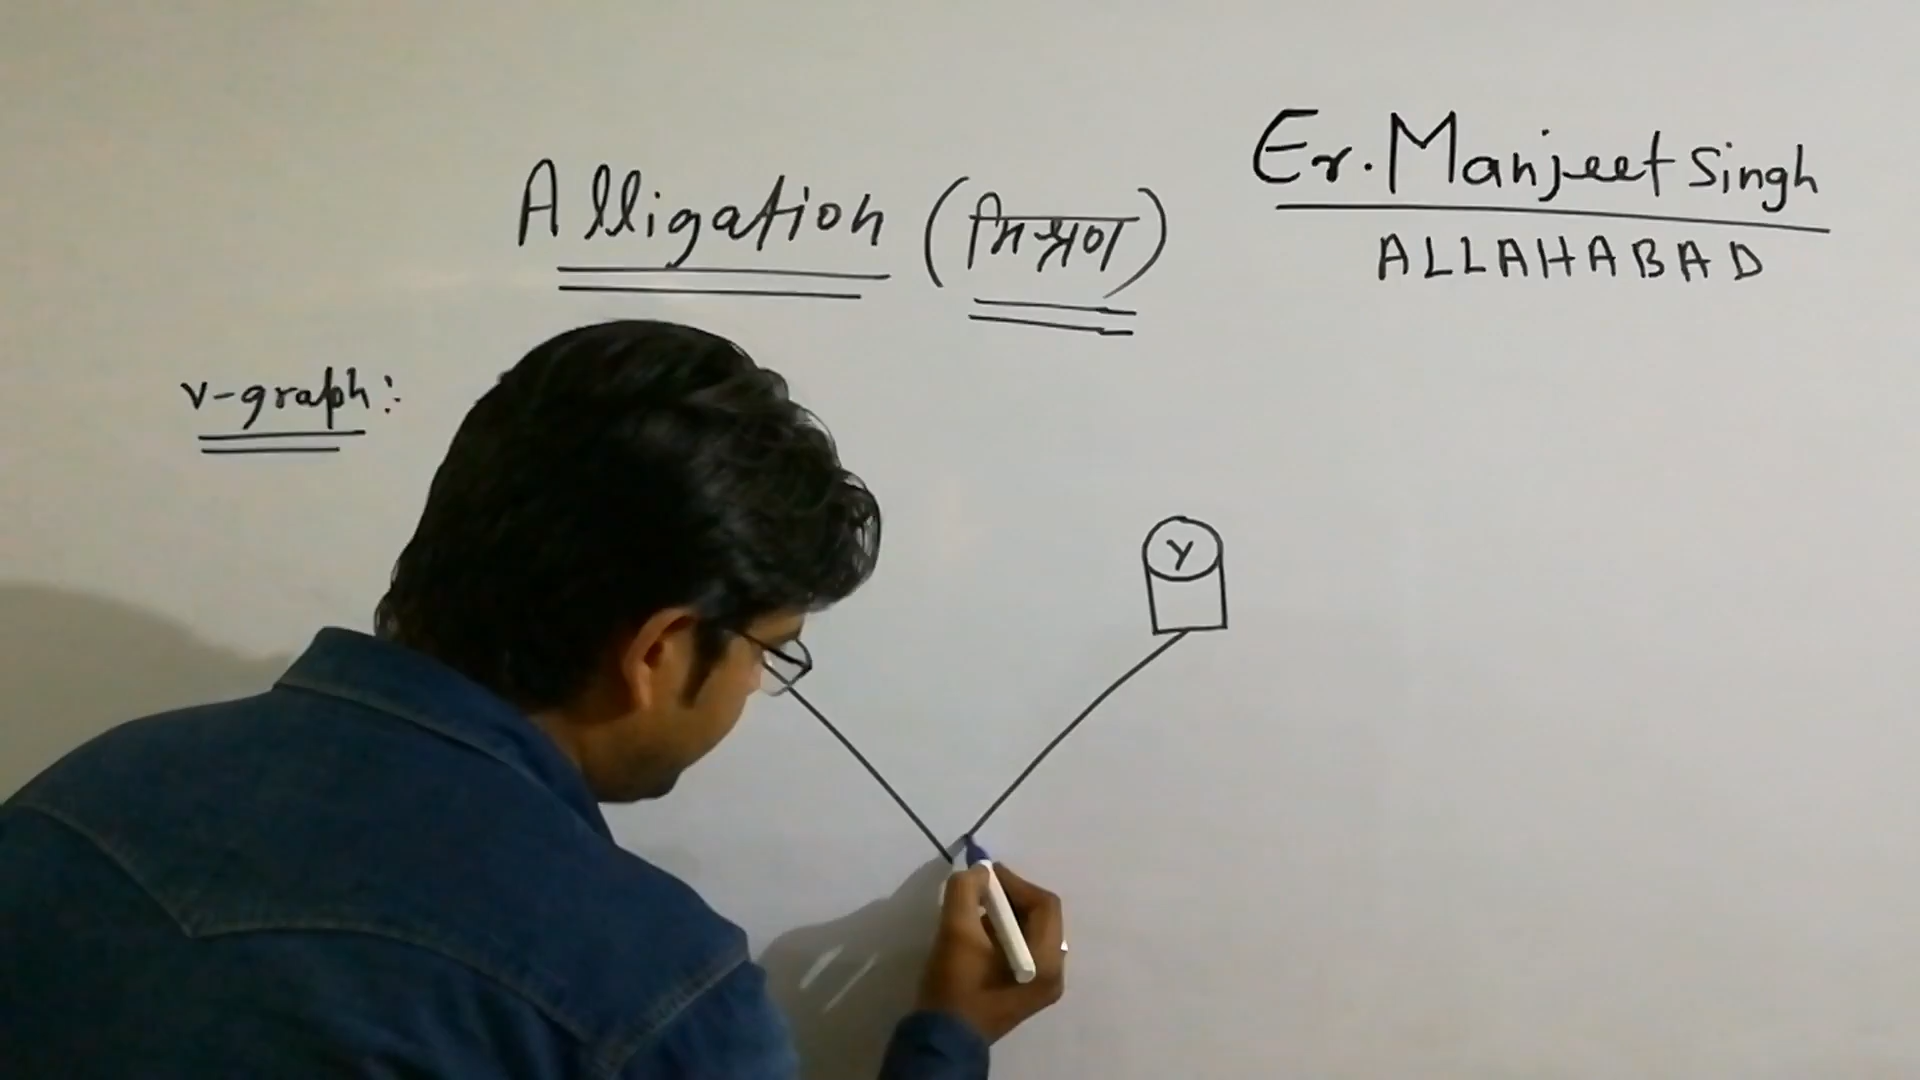 Er. Manjeet Singh
ALLAHABAD
Alligation (मिश्रण)
v-graph:
Y